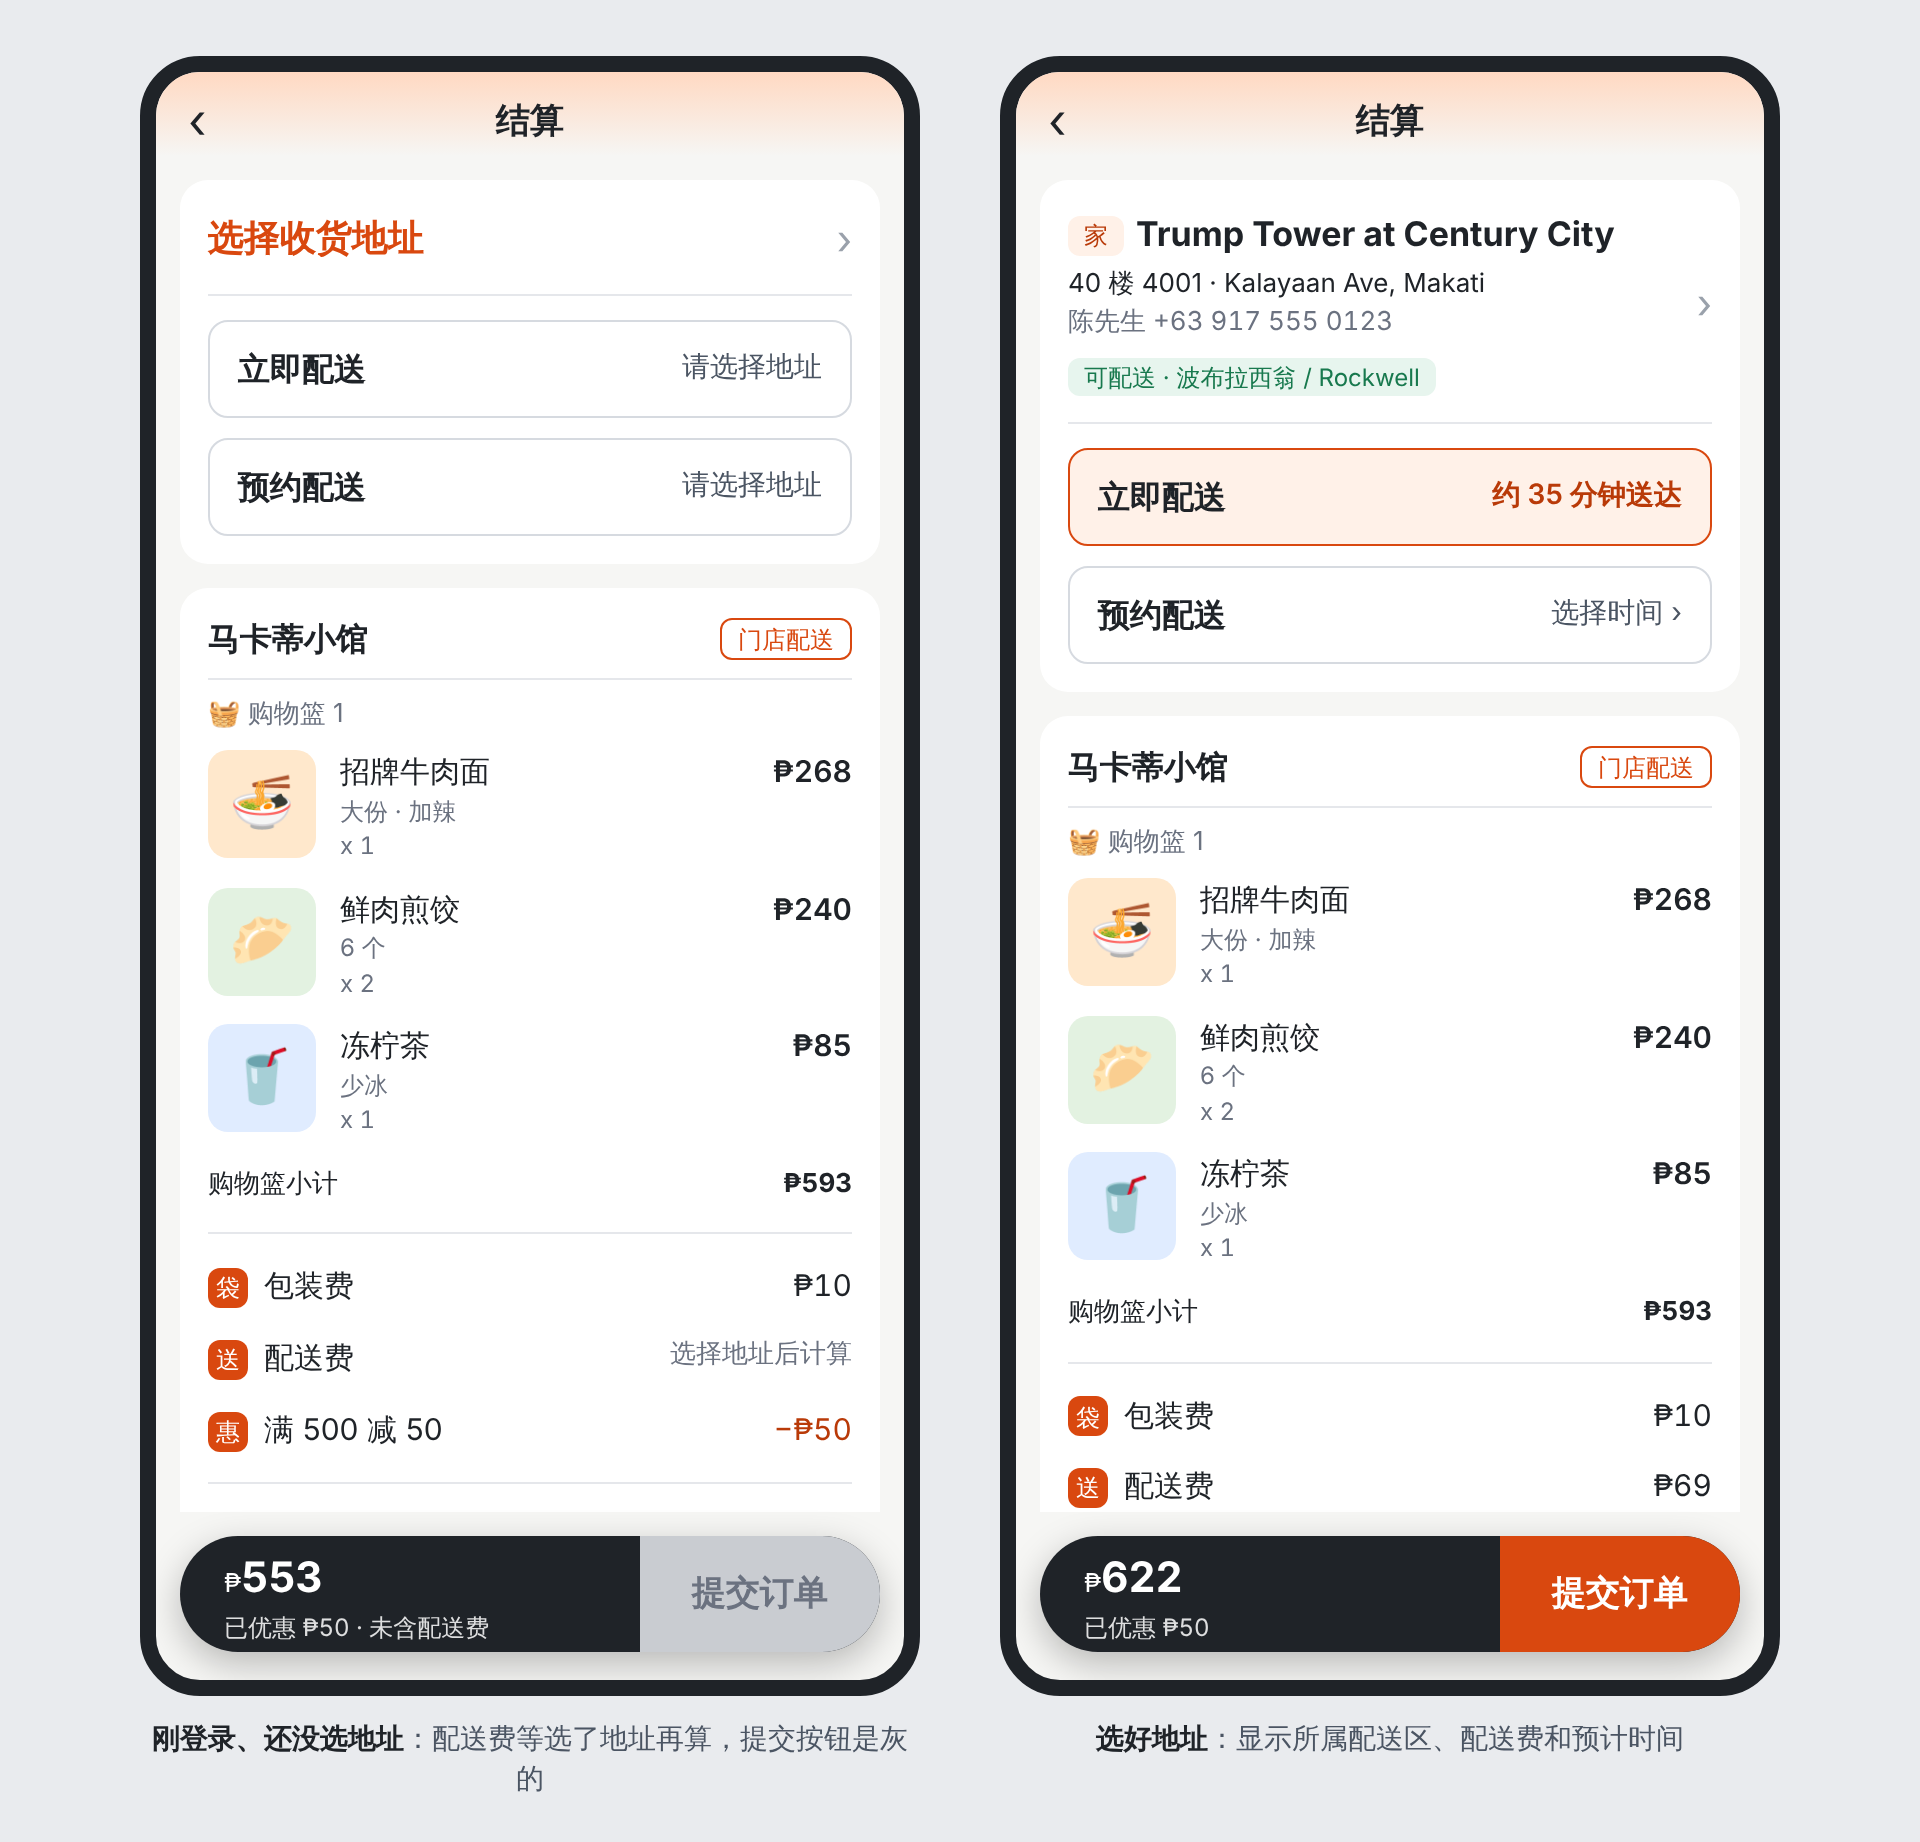 ‹
结算
选择收货地址
›
立即配送 请选择地址
预约配送 请选择地址
马卡蒂小馆 门店配送
购物篮 1
招牌牛肉面 ₱268
大份 · 加辣
x 1
鲜肉煎饺 ₱240
6 个
x 2
冻柠茶 ₱85
少冰
x 1
购物篮小计 ₱593
袋 包装费 ₱10
送 配送费 选择地址后计算
惠 满 500 减 50 −₱50
₱553
已优惠 ₱50 · 未含配送费
提交订单
刚登录、还没选地址：配送费等选了地址再算，提交按钮是灰
的
‹
结算
家 Trump Tower at Century City
40 楼 4001 · Kalayaan Ave, Makati
陈先生 +63 917 555 0123
›
可配送 · 波布拉西翁 / Rockwell
立即配送 约 35 分钟送达
预约配送 选择时间 ›
马卡蒂小馆 门店配送
购物篮 1
招牌牛肉面 ₱268
大份 · 加辣
x 1
鲜肉煎饺 ₱240
6 个
x 2
冻柠茶 ₱85
少冰
x 1
购物篮小计 ₱593
袋 包装费 ₱10
送 配送费 ₱69
₱622
已优惠 ₱50
提交订单
选好地址：显示所属配送区、配送费和预计时间